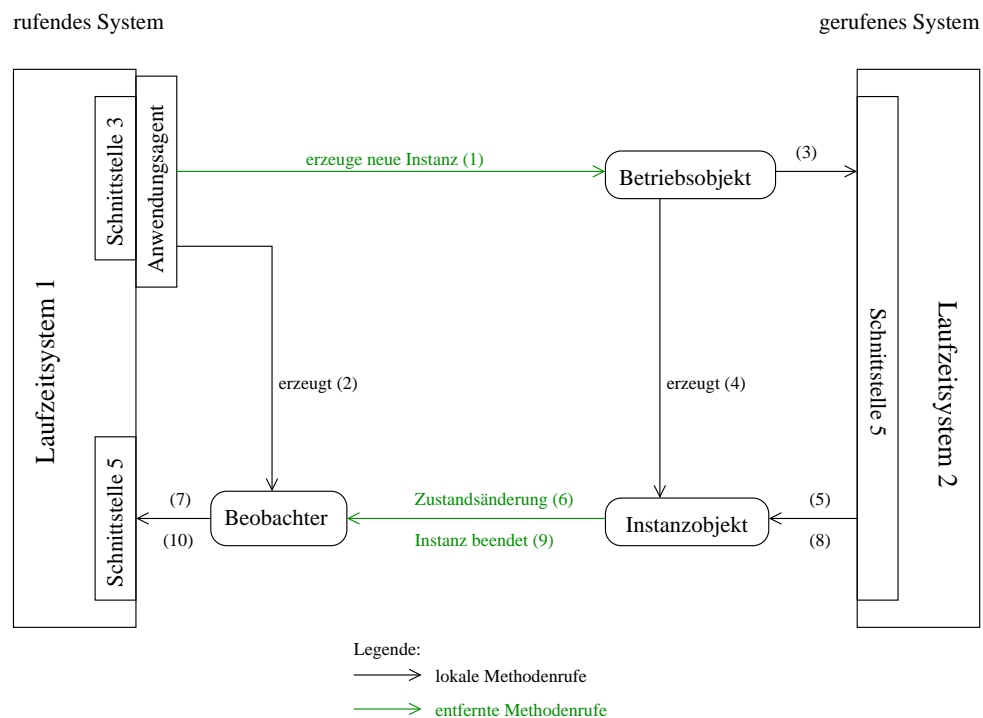 rufendes System
gerufenes System
Laufzeitsystem 1
Schnittstelle 3
Anwendungsagent
erzeuge neue Instanz (1)
Betriebsobjekt
(3)
Schnittstelle 5
Laufzeitsystem 2
erzeugt (2)
erzeugt (4)
Schnittstelle 5
(7)
(10)
Beobachter
Zustandsänderung (6)
Instanz beendet (9)
Instanzobjekt
(5)
(8)
Legende:
lokale Methodenrufe
entfernte Methodenrufe